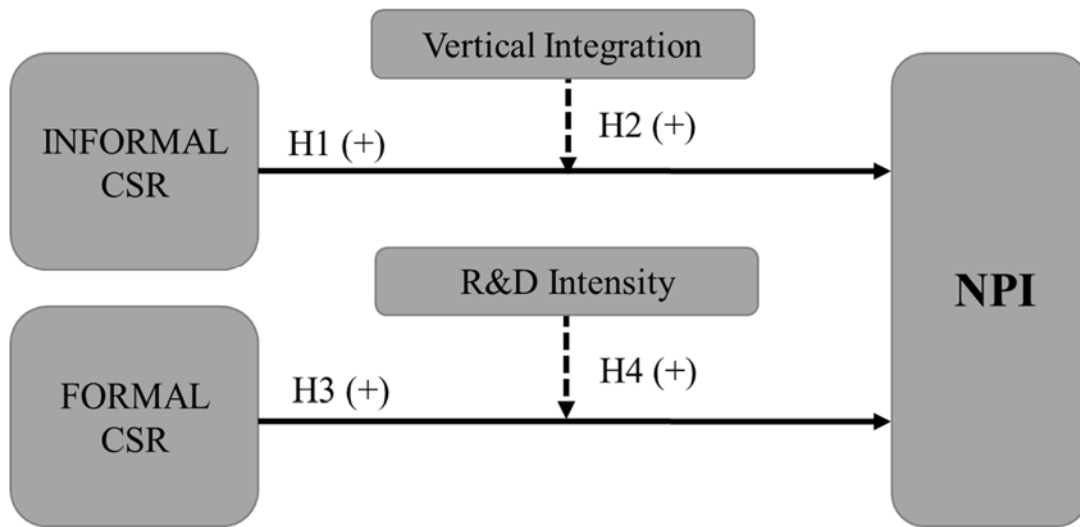 Vertical Integration
INFORMAL
CSR
H1 (+)
H2 (+)
R&D Intensity
NPI
FORMAL
CSR
H3 (+)
H4 (+)